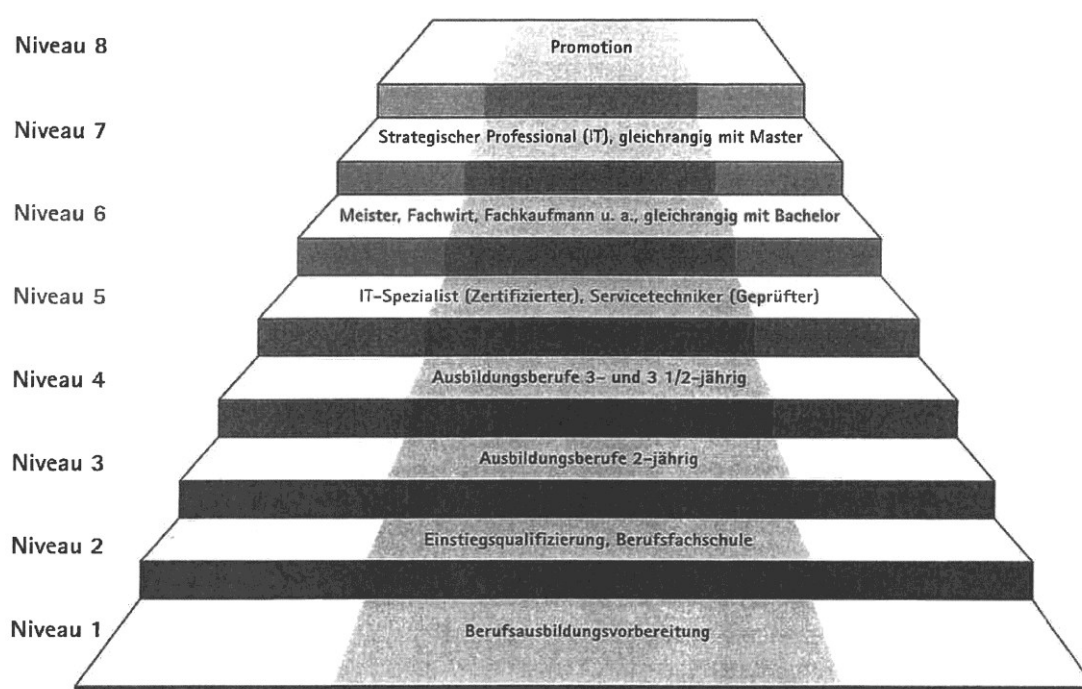 Niveau 8
Promotion
Niveau 7
Strategischer Professional (IT), gleichrangig mit Master
Niveau 6
Meister, Fachwirt, Fachkaufmann u. a., gleichrangig mit Bachelor
Niveau 5
IT-Spezialist (Zertifizierter), Servicetechniker (Geprüfter)
Niveau 4
Ausbildungsberufe 3- und 3 1/2-jährig
Niveau 3
Ausbildungsberufe 2-jährig
Niveau 2
Einstiegsqualifizierung, Berufsfachschule
Niveau 1
Berufsausbildungsvorbereitung